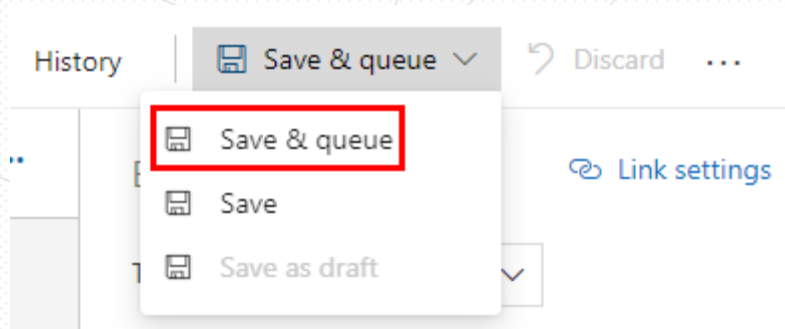 History
Save & queue
Discard
...
Save & queue
Link settings
Save
Save as draft